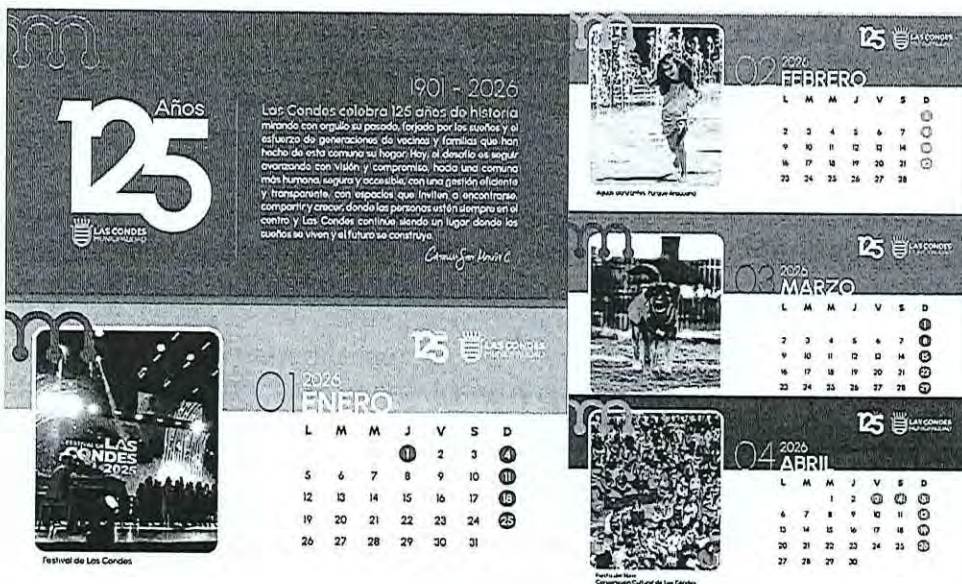 Años
125
LAS CONDES
MUNICIPALIDAD
1901 - 2026
Las Condes celebra 125 años de historia
mirando con orgullo su pasado, forjado por los sueños y el
esfuerzo de generaciones de vecinos y familias que han
hecho de esta comuna su hogar. Hoy, el desafío es seguir
avanzando con visión y compromiso, hacia una comuna
más humana, segura y accesible, con una gestión eficiente
y transparente, con espacios que inviten a encontrarse,
compartir y crecer, donde las personas estén siempre en el
centro y Las Condes continúe siendo un lugar donde los
sueños se viven y el futuro se construye.
125 LAS CONDES
MUNICIPALIDAD
01 2026
ENERO
L M M J V S D
1 2 3 4
5 6 7 8 9 10 11
12 13 14 15 16 17 18
19 20 21 22 23 24 25
26 27 28 29 30 31
FESTIVAL DE LAS
CONDES
2025
Festival de Las Condes
125 LAS CONDES
MUNICIPALIDAD
02 2026
FEBRERO
L M M J V S D
2 3 4 5 6 7
9 10 11 12 13 14
16 17 18 19 20 21
23 24 25 26 27 28
Parque Araucano
125 LAS CONDES
MUNICIPALIDAD
03 2026
MARZO
L M M J V S D
1
2 3 4 5 6 7 8
9 10 11 12 13 14 15
16 17 18 19 20 21 22
23 24 25 26 27 28 29
125 LAS CONDES
MUNICIPALIDAD
04 2026
ABRIL
L M M J V S D
1 2 3 4 5
6 7 8 9 10 11 12
13 14 15 16 17 18 19
20 21 22 23 24 25 26
27 28 29 30
Corporación Cultural de Las Condes